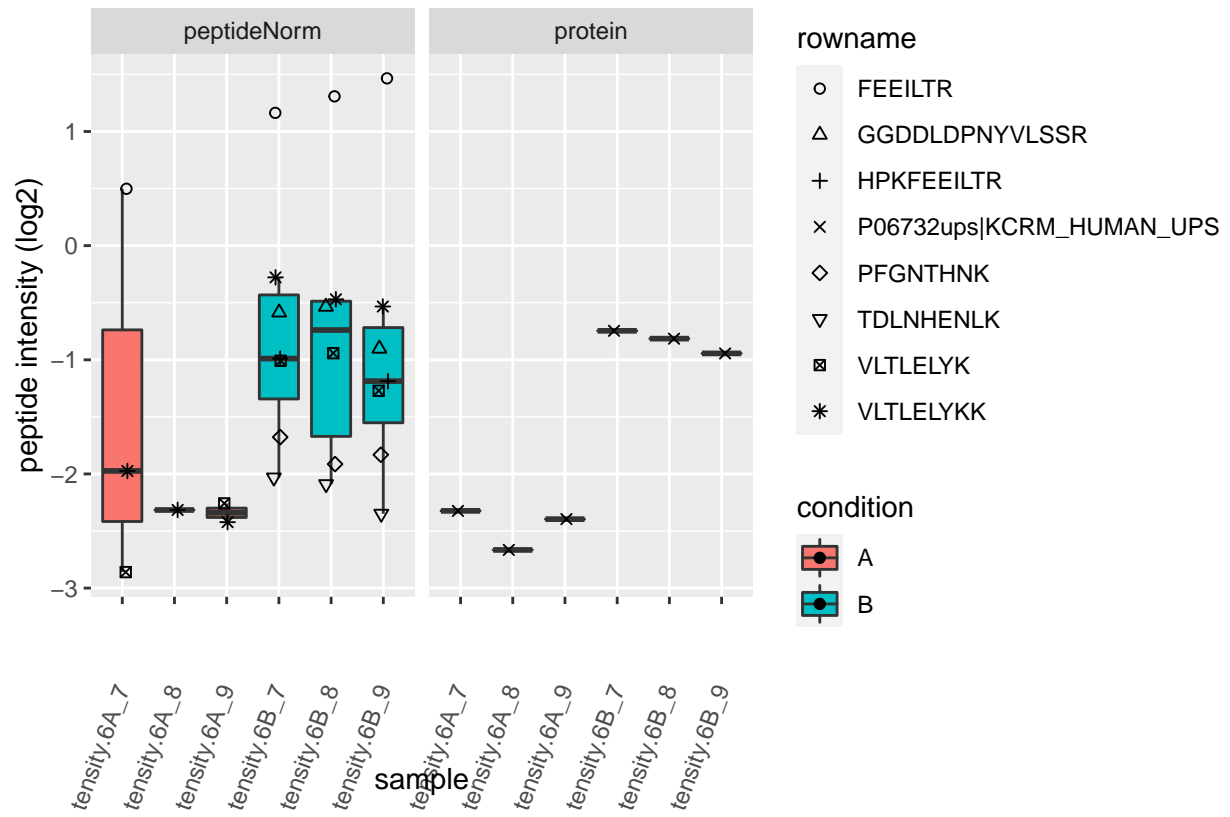 peptideNorm
protein
peptide intensity (log2)
1
0
−1
−2
−3
tensity.6A_7
tensity.6A_8
tensity.6A_9
tensity.6B_7
tensity.6B_8
tensity.6B_9
tensity.6A_7
tensity.6A_8
tensity.6A_9
tensity.6B_7
tensity.6B_8
tensity.6B_9
sample
rowname
FEEILTR
GGDDLDPNYVLSSR
HPKFEEILTR
P06732ups|KCRM_HUMAN_UPS
PFGNTHNK
TDLNHENLK
VLTLELYK
VLTLELYKK
condition
A
B